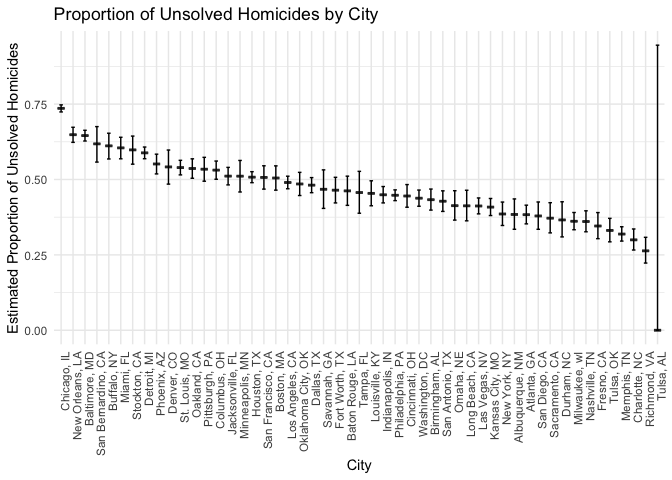 Proportion of Unsolved Homicides by City
Estimated Proportion of Unsolved Homicides
0.75
0.50
0.25
0.00
Chicago, IL
New Orleans, LA
Baltimore, MD
San Bernardino, CA
Buffalo, NY
Miami, FL
Stockton, CA
Detroit, MI
Phoenix, AZ
Denver, CO
St. Louis, MO
Oakland, CA
Pittsburgh, PA
Columbus, OH
Jacksonville, FL
Minneapolis, MN
Houston, TX
San Francisco, CA
Boston, MA
Los Angeles, CA
Oklahoma City, OK
Dallas, TX
Savannah, GA
Fort Worth, TX
Baton Rouge, LA
Tampa, FL
Louisville, KY
Indianapolis, IN
Philadelphia, PA
Cincinnati, OH
Washington, DC
Birmingham, AL
San Antonio, TX
Omaha, NE
Long Beach, CA
Las Vegas, NV
Kansas City, MO
New York, NY
Albuquerque, NM
Atlanta, GA
San Diego, CA
Sacramento, CA
Durham, NC
Milwaukee, wI
Nashville, TN
Fresno, CA
Tulsa, OK
Memphis, TN
Charlotte, NC
Richmond, VA
Tulsa, AL
City